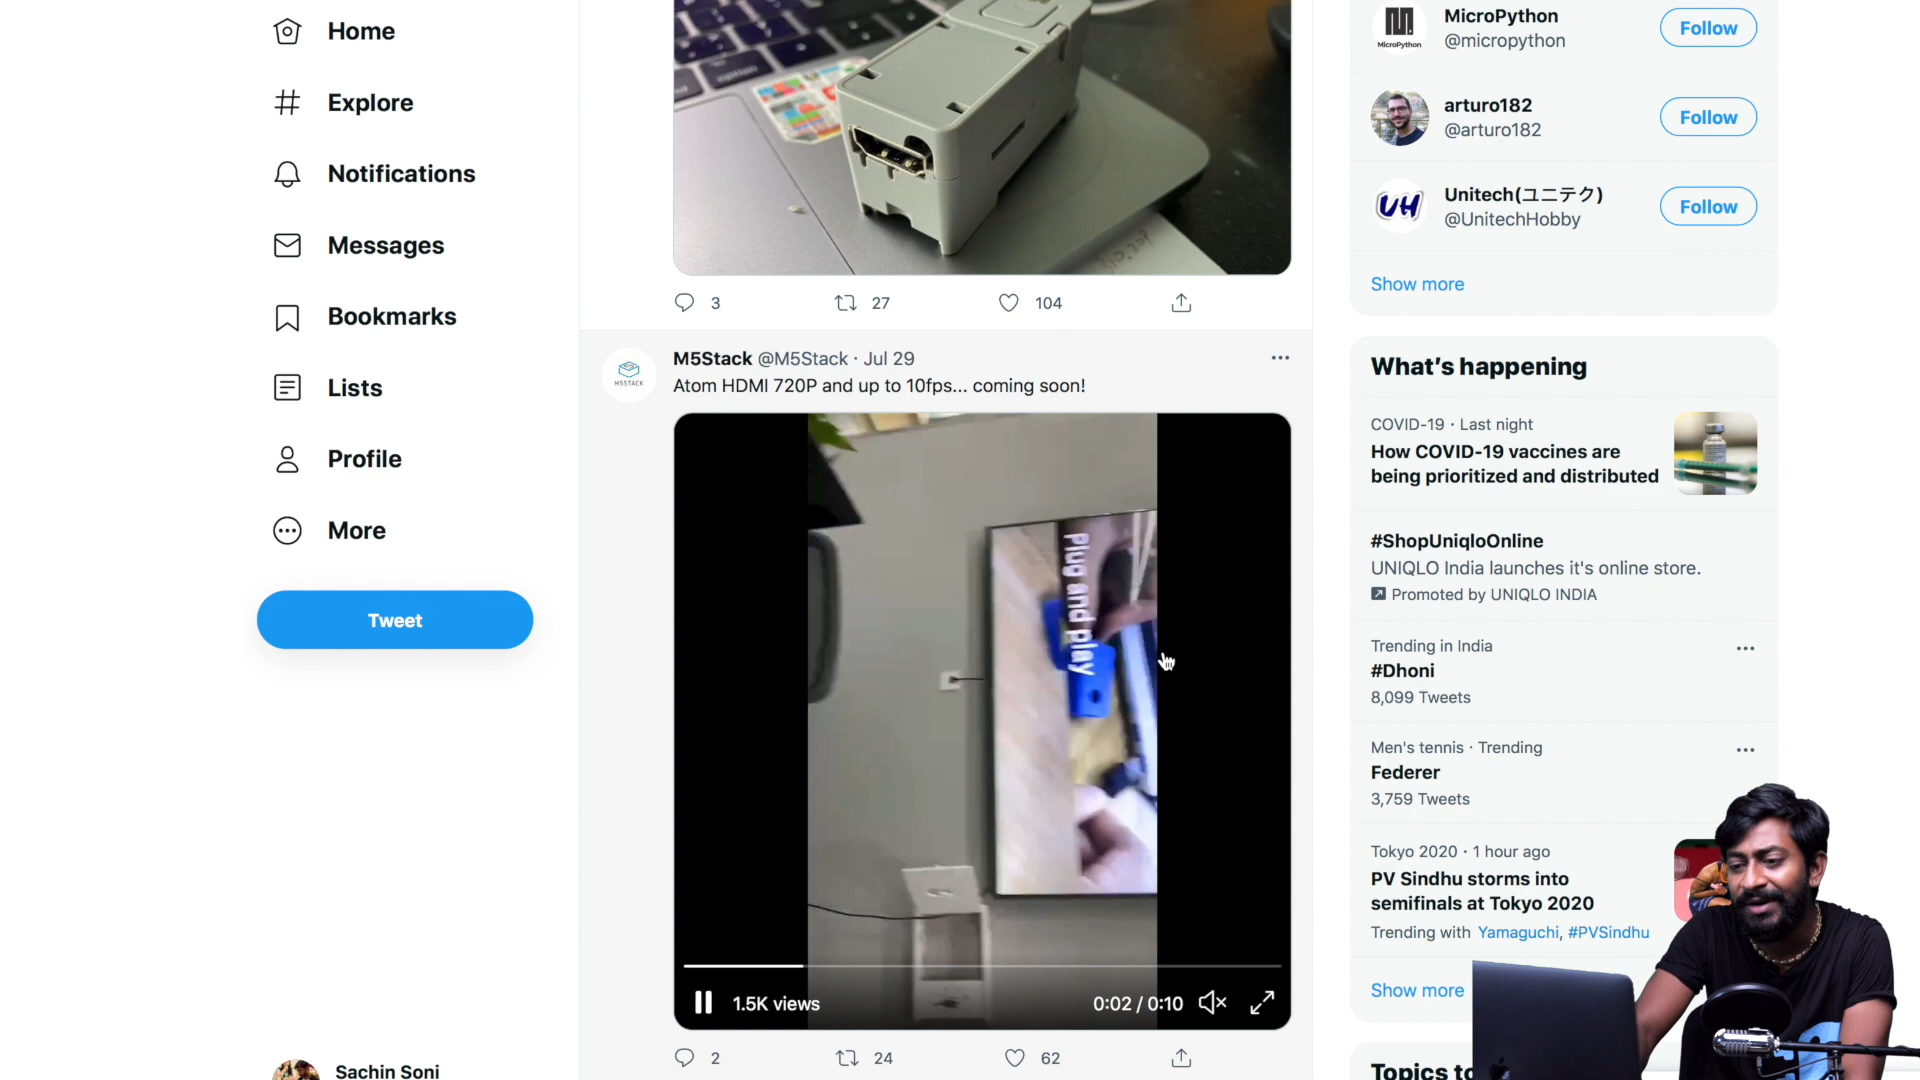 Home
Explore
Notifications
Messages
Bookmarks
Lists
Profile
More
Tweet
Sachin Soni
option
3
27
104
M5STACK
M5Stack @M5Stack · Jul 29
Atom HDMI 720P and up to 10fps... coming soon!
Plug and play
1.5K views
0:02 / 0:10
2
24
62
MicroPython
MicroPython
@micropython
Follow
arturo182
@arturo182
Follow
UH
Unitech(ユニテク)
@UnitechHobby
Follow
Show more
What's happening
COVID-19 · Last night
How COVID-19 vaccines are
being prioritized and distributed
#ShopUniqloOnline
UNIQLO India launches it's online store.
Promoted by UNIQLO INDIA
Trending in India
#Dhoni
8,099 Tweets
Men's tennis · Trending
Federer
3,759 Tweets
Tokyo 2020 · 1 hour ago
PV Sindhu storms into
semifinals at Tokyo 2020
Trending with Yamaguchi, #PVSindhu
Show more
Topics to